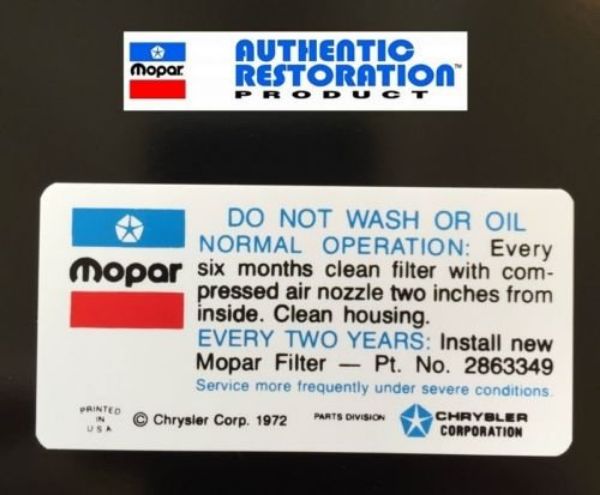 Mopar
AUTHENTIC
RESTORATION™
PRODUCT
Mopar
DO NOT WASH OR OIL
NORMAL OPERATION: Every
six months clean filter with com-
pressed air nozzle two inches from
inside. Clean housing.
EVERY TWO YEARS: Install new
Mopar Filter — Pt. No. 2863349
Service more frequently under severe conditions.
PRINTED
IN
USA
© Chrysler Corp. 1972
PARTS DIVISION
CHRYSLER
CORPORATION